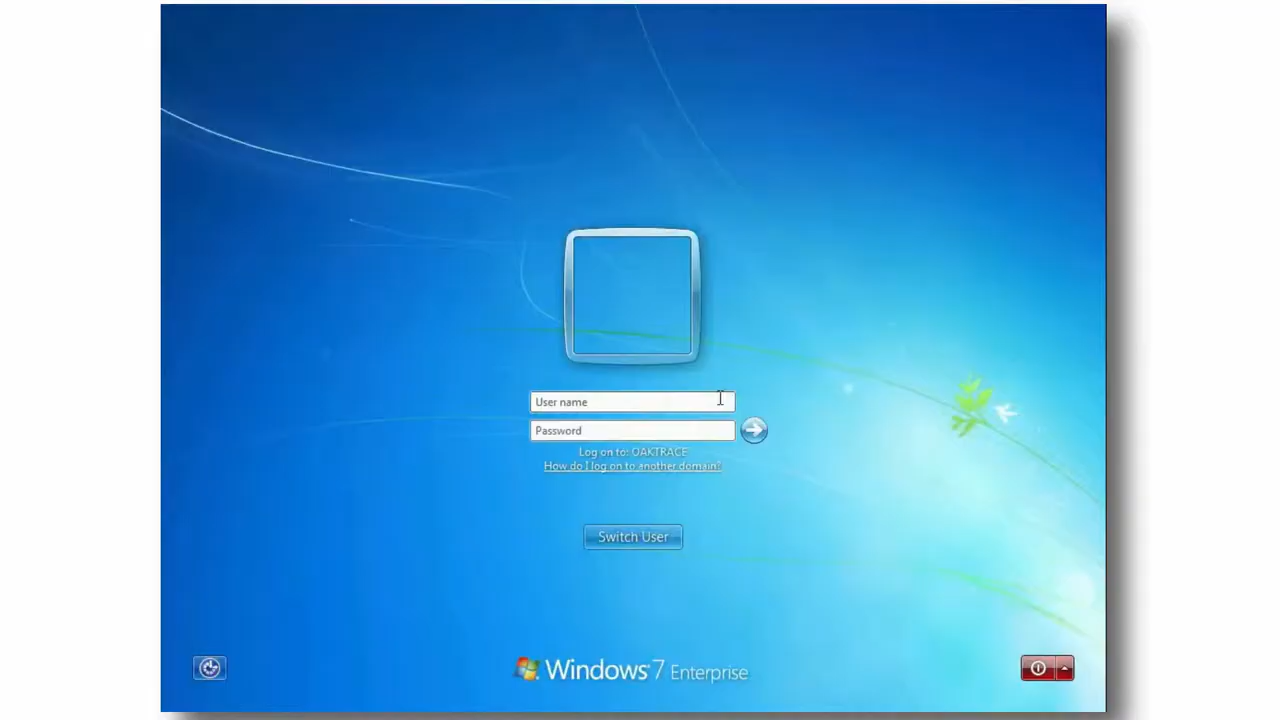 User name
Password
Log on to: OAKTRACE
How do I log on to another domain?
Switch User
Windows 7 Enterprise